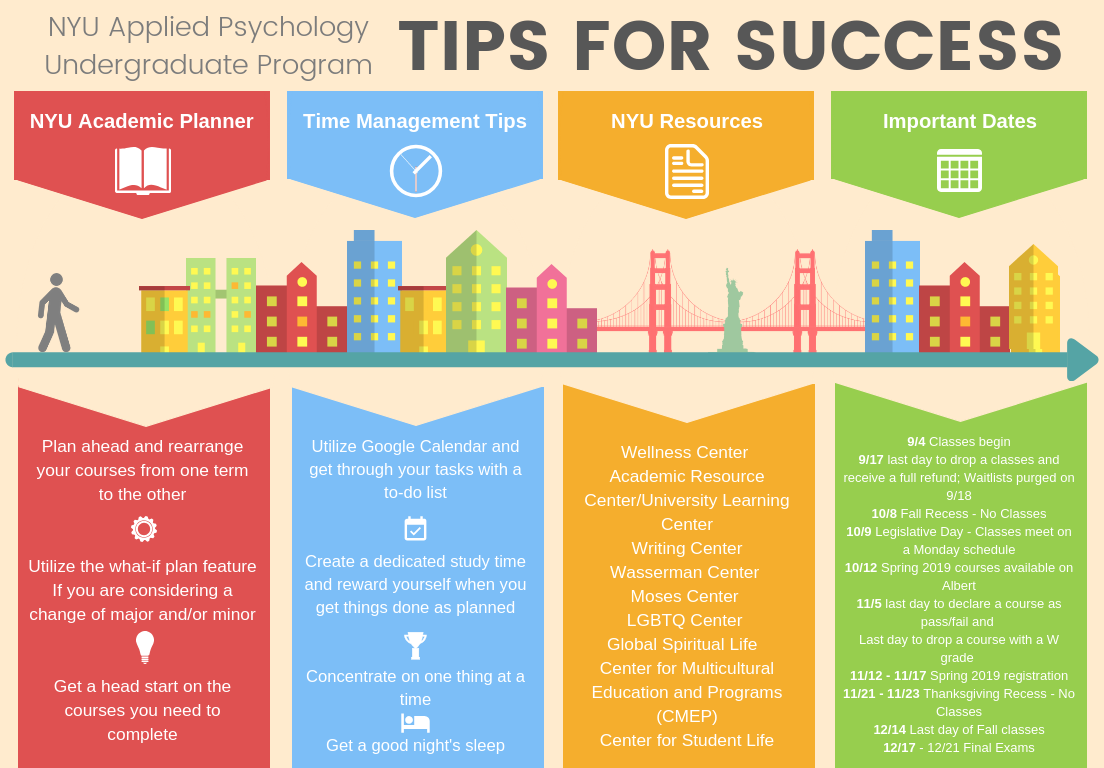 NYU Applied Psychology
Undergraduate Program
TIPS FOR SUCCESS
NYU Academic Planner
Time Management Tips
NYU Resources
Important Dates
Plan ahead and rearrange
your courses from one term
to the other
Utilize the what-if plan feature
If you are considering a
change of major and/or minor
Get a head start on the
courses you need to
complete
Utilize Google Calendar and
get through your tasks with a
to-do list
Create a dedicated study time
and reward yourself when you
get things done as planned
Concentrate on one thing at a
time
Get a good night's sleep
Wellness Center
Academic Resource
Center/University Learning
Center
Writing Center
Wasserman Center
Moses Center
LGBTQ Center
Global Spiritual Life
Center for Multicultural
Education and Programs
(CMEP)
Center for Student Life
9/4 Classes begin
9/17 last day to drop a classes and
receive a full refund; Waitlists purged on
9/18
10/8 Fall Recess - No Classes
10/9 Legislative Day - Classes meet on
a Monday schedule
10/12 Spring 2019 courses available on
Albert
11/5 last day to declare a course as
pass/fail and
Last day to drop a course with a W
grade
11/12 - 11/17 Spring 2019 registration
11/21 - 11/23 Thanksgiving Recess - No
Classes
12/14 Last day of Fall classes
12/17 - 12/21 Final Exams